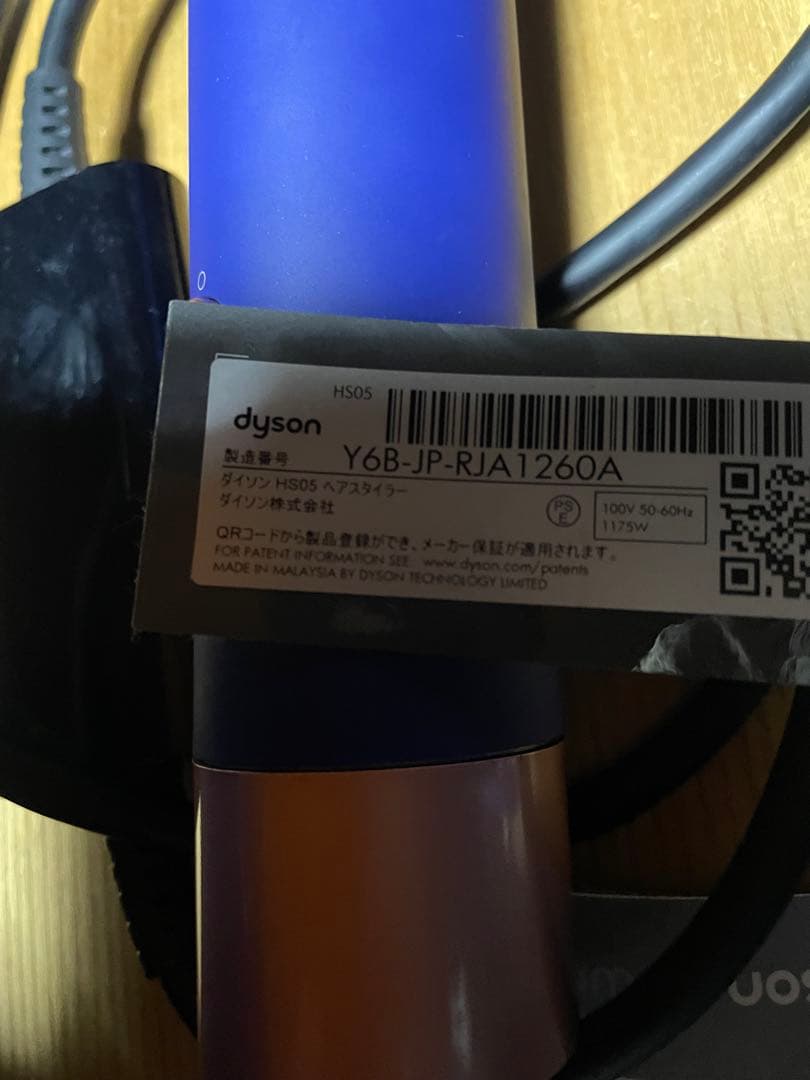 0
HS05
dyson
製造番号 Y6B-JP-RJA1260A
ダイソン HS05 ヘアスタイラー
ダイソン株式会社
PS
E
100V 50-60Hz
1175W
QRコードから製品登録ができ、メーカー保証が適用されます。
FOR PATENT INFORMATION SEE www.dyson.com/patents
MADE IN MALAYSIA BY DYSON TECHNOLOGY LIMITED